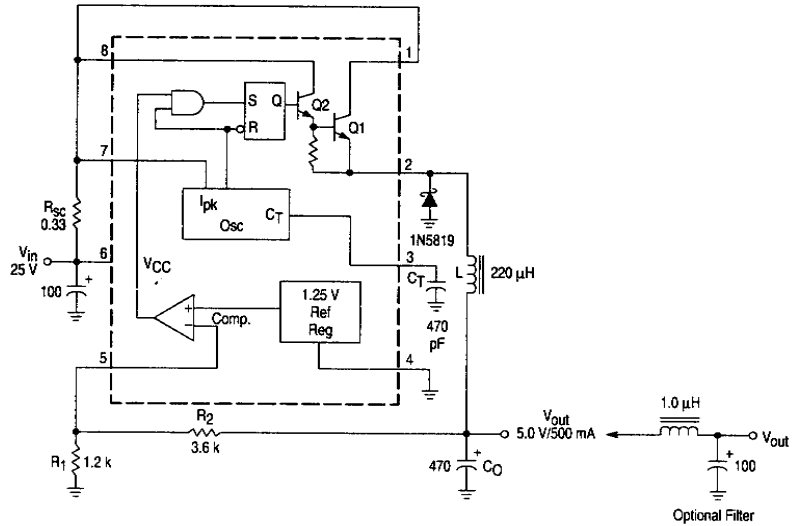 8
1
S Q
Q2
R
Q1
7
2
Ipk
Osc
CT
Rsc
0.33
1N5819
Vin
25 V
6
VCC
3
CT
L
220 µH
100
+
470
pF
+
−
Comp.
1.25 V
Ref
Reg
5
4
R2
3.6 k
R1
1.2 k
Vout
5.0 V/500 mA
1.0 µH
Vout
470
+
CO
+
100
Optional Filter